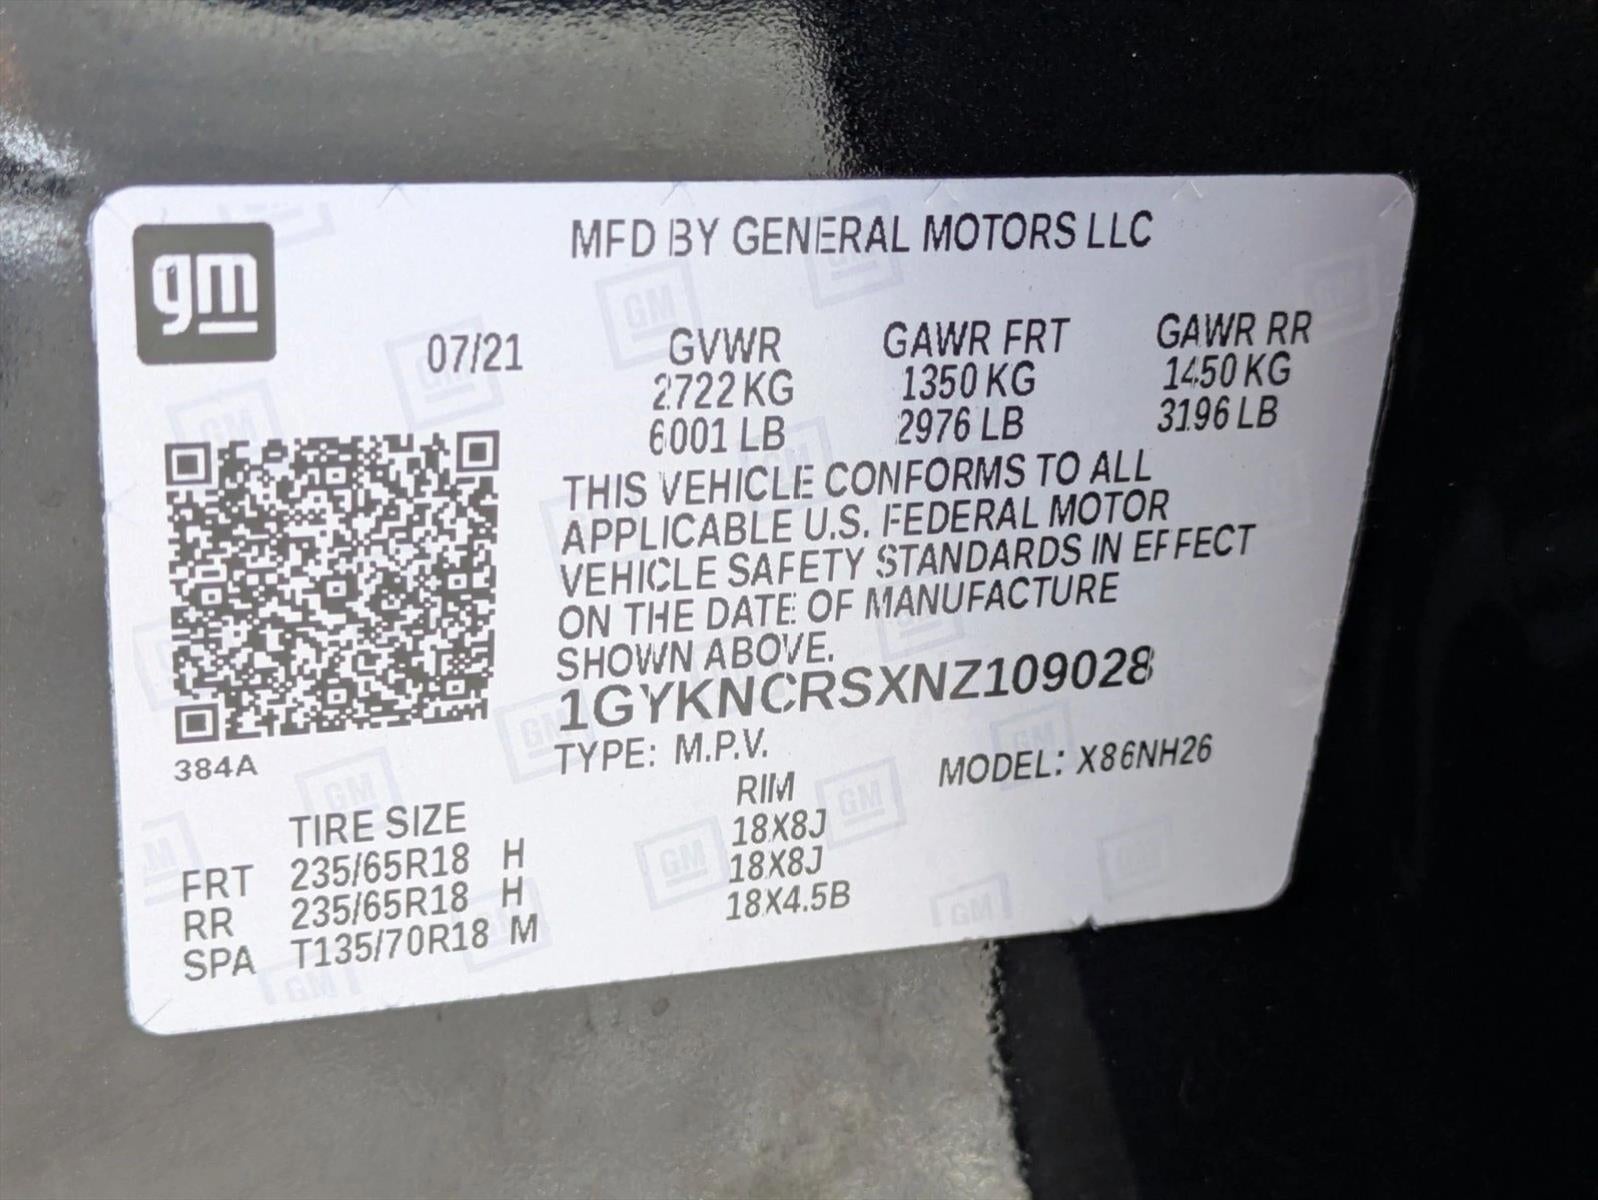 gm
MFD BY GENERAL MOTORS LLC
07/21 GVWR GAWR FRT GAWR RR
2722 KG 1350 KG 1450 KG
6001 LB 2976 LB 3196 LB
THIS VEHICLE CONFORMS TO ALL
APPLICABLE U.S. FEDERAL MOTOR
VEHICLE SAFETY STANDARDS IN EFFECT
ON THE DATE OF MANUFACTURE
SHOWN ABOVE.
1GYKNCRSXNZ109028
TYPE: M.P.V. MODEL: X86NH26
384A
TIRE SIZE RIM
FRT 235/65R18 H 18X8J
RR 235/65R18 H 18X8J
SPA T135/70R18 M 18X4.5B